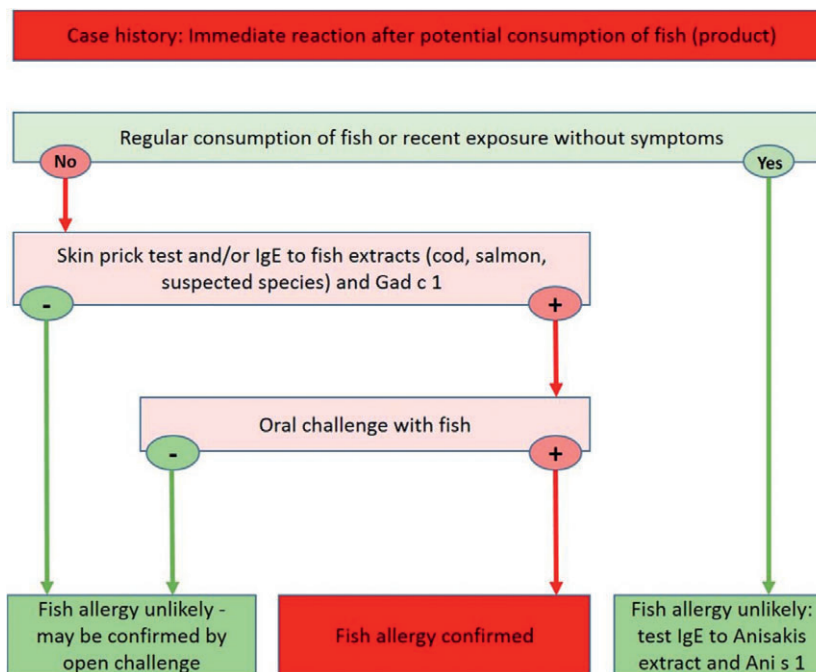 Case history: Immediate reaction after potential consumption of fish (product)
Regular consumption of fish or recent exposure without symptoms
No
Yes
Skin prick test and/or IgE to fish extracts (cod, salmon,
suspected species) and Gad c 1
-
+
Oral challenge with fish
-
+
Fish allergy unlikely -
may be confirmed by
open challenge
Fish allergy confirmed
Fish allergy unlikely:
test IgE to Anisakis
extract and Ani s 1